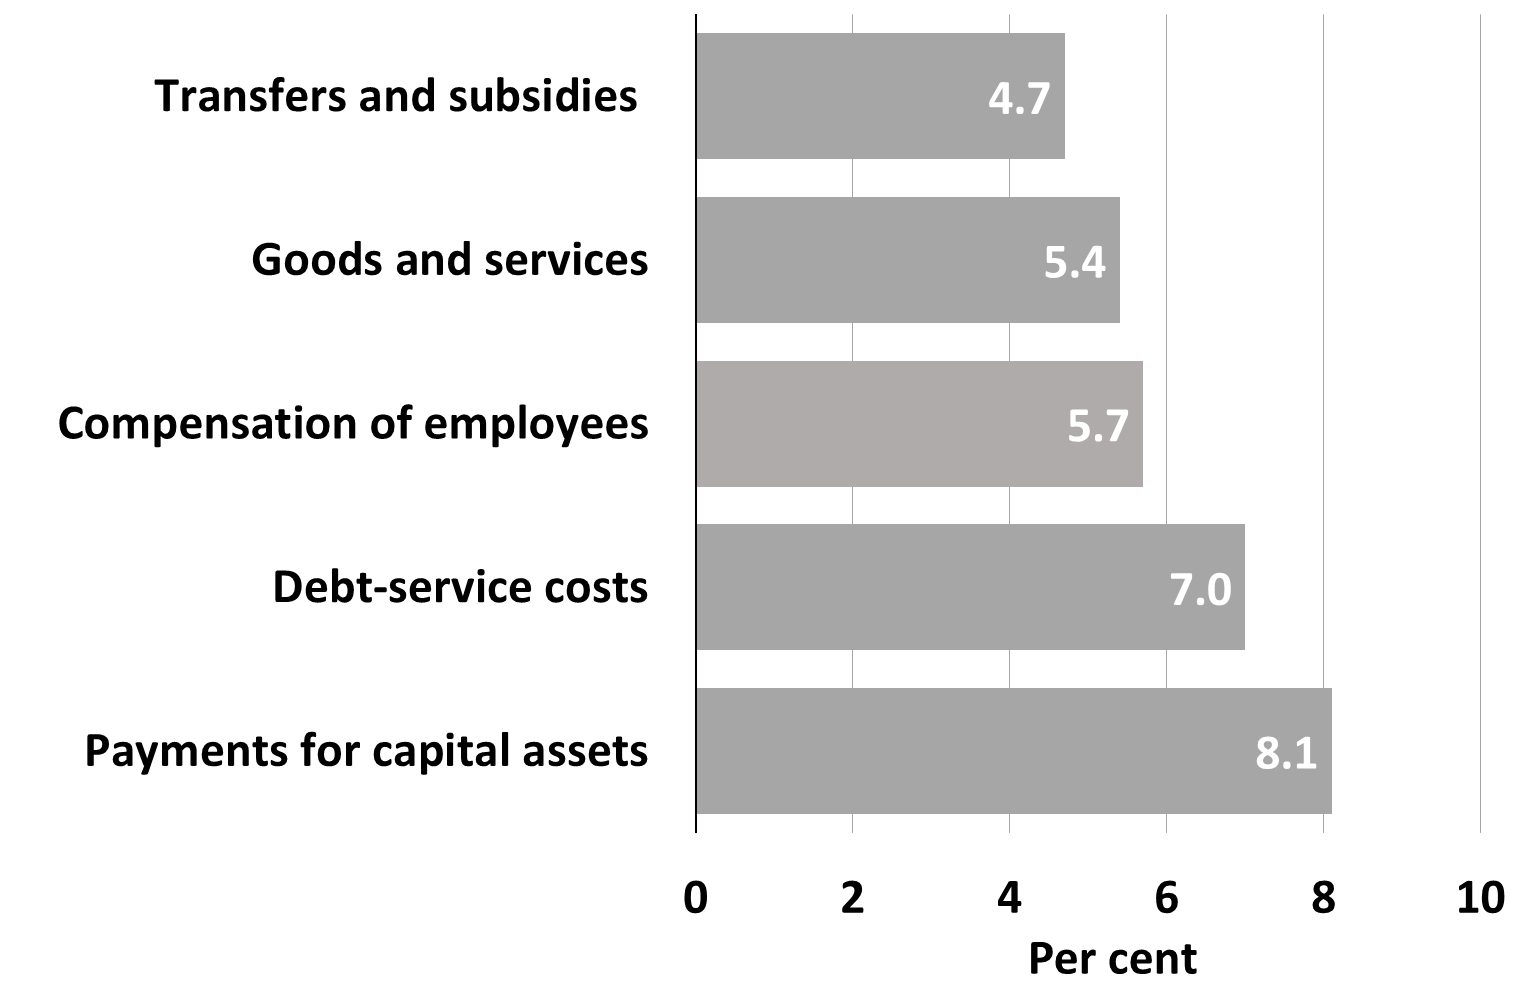 Transfers and subsidies
4.7
Goods and services
5.4
Compensation of employees
5.7
Debt-service costs
7.0
Payments for capital assets
8.1
0 2 4 6 8 10
Per cent